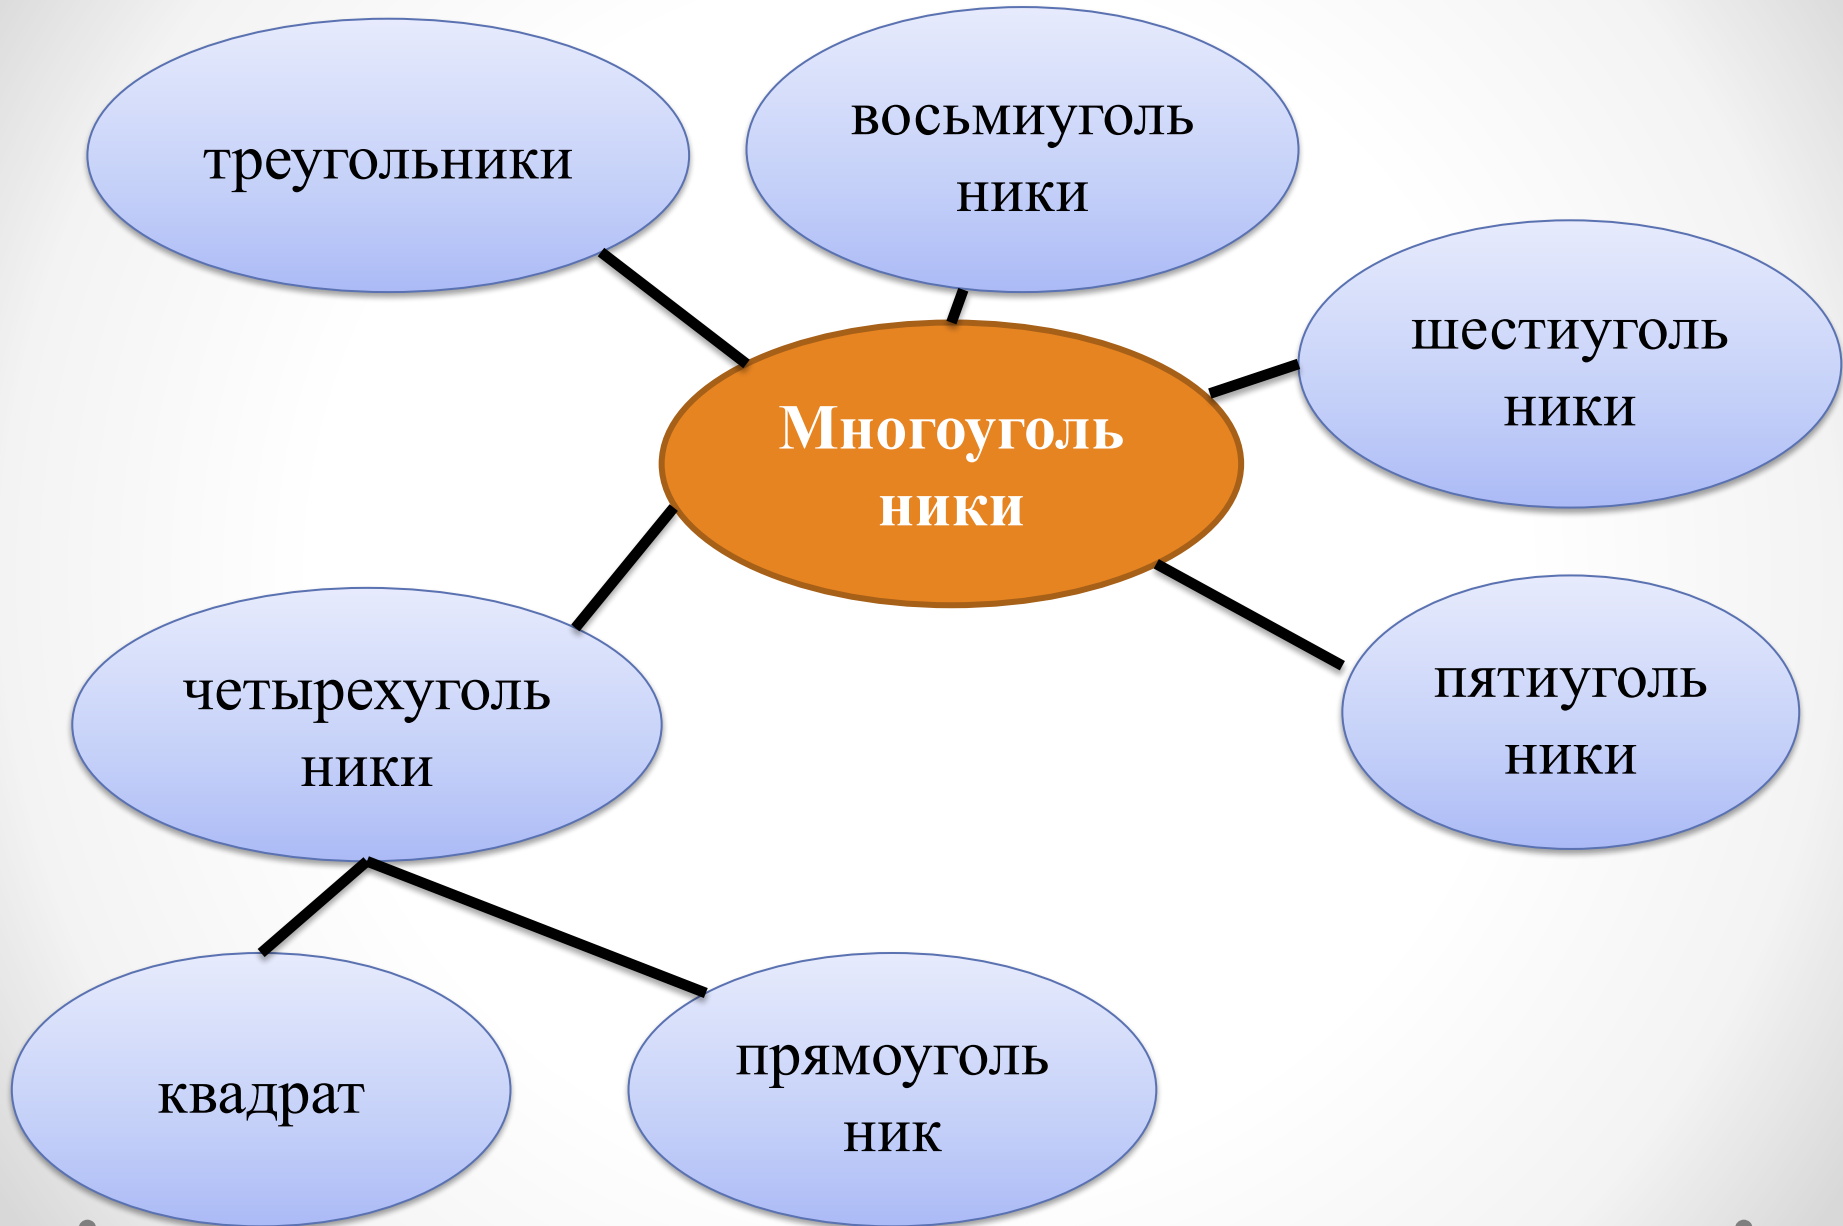 треугольники
восьмиуголь
ники
шестиуголь
ники
Многоуголь
ники
четырехуголь
ники
пятиуголь
ники
квадрат
прямоуголь
ник